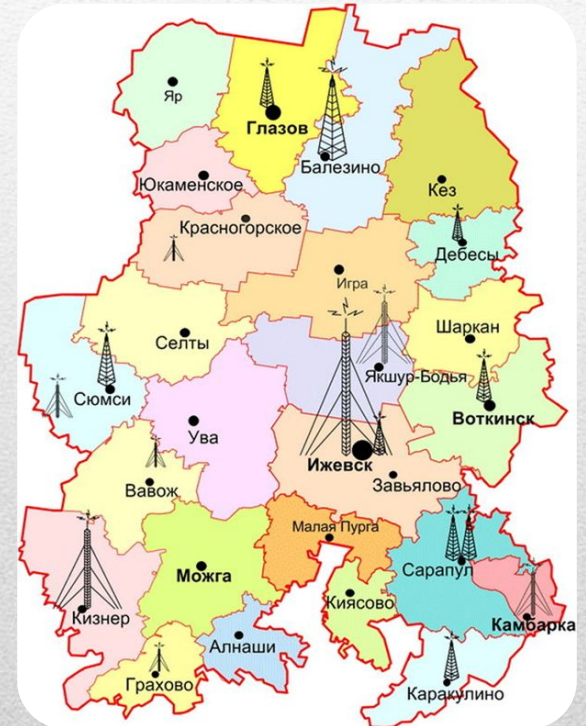 Яр
Глазов
Балезино
Юкаменское
Кез
Красногорское
Дебесы
Игра
Шаркан
Селты
Якшур-Бодья
Сюмси
Воткинск
Ува
Ижевск
Завьялово
Вавож
Малая Пурга
Сарапул
Можга
Киясово
Кизнер
Камбарка
Алнаши
Грахово
Каракулино